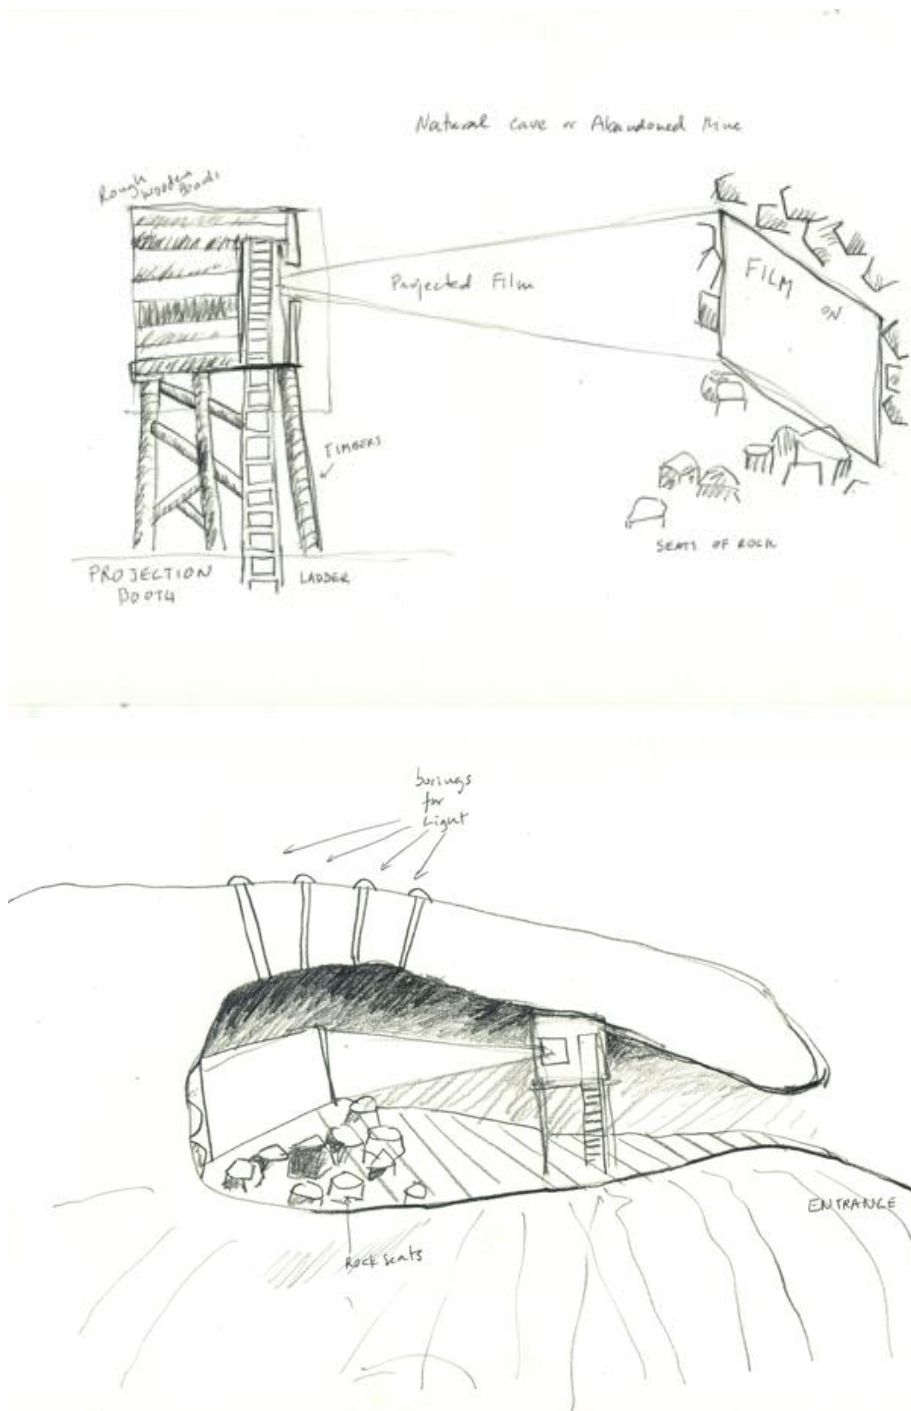 Natural Cave or Abandoned Mine
Rough
Wooden
Boards
Projected Film
FILM
ON
TIMBERS
SEATS OF ROCK
PROJECTION
BOOTH
LADDER
borings
for
Light
ENTRANCE
Rock Seats